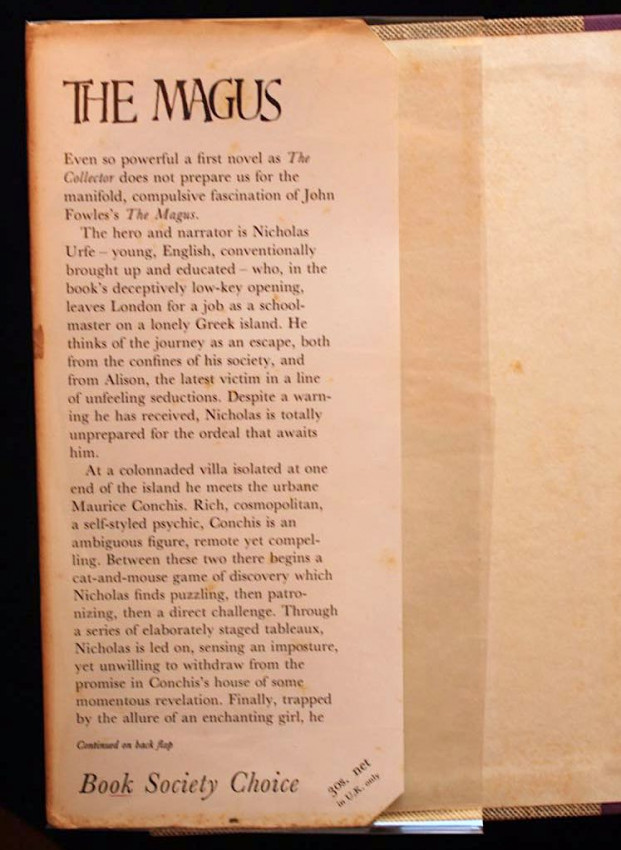 THE MAGUS
Even so powerful a first novel as The
Collector does not prepare us for the
manifold, compulsive fascination of John
Fowles's The Magus.
The hero and narrator is Nicholas
Urfe – young, English, conventionally
brought up and educated – who, in the
book's deceptively low-key opening,
leaves London for a job as a school-
master on a lonely Greek island. He
thinks of the journey as an escape, both
from the confines of his society, and
from Alison, the latest victim in a line
of unfeeling seductions. Despite a warn-
ing he has received, Nicholas is totally
unprepared for the ordeal that awaits
him.
At a colonnaded villa isolated at one
end of the island he meets the urbane
Maurice Conchis. Rich, cosmopolitan,
a self-styled psychic, Conchis is an
ambiguous figure, remote yet compel-
ling. Between these two there begins a
cat-and-mouse game of discovery which
Nicholas finds puzzling, then patro-
nizing, then a direct challenge. Through
a series of elaborately staged tableaux,
Nicholas is led on, sensing an imposture,
yet unwilling to withdraw from the
promise in Conchis's house of some
momentous revelation. Finally, trapped
by the allure of an enchanting girl, he
Continued on back flap
Book Society Choice
30s. net
in U.K. only